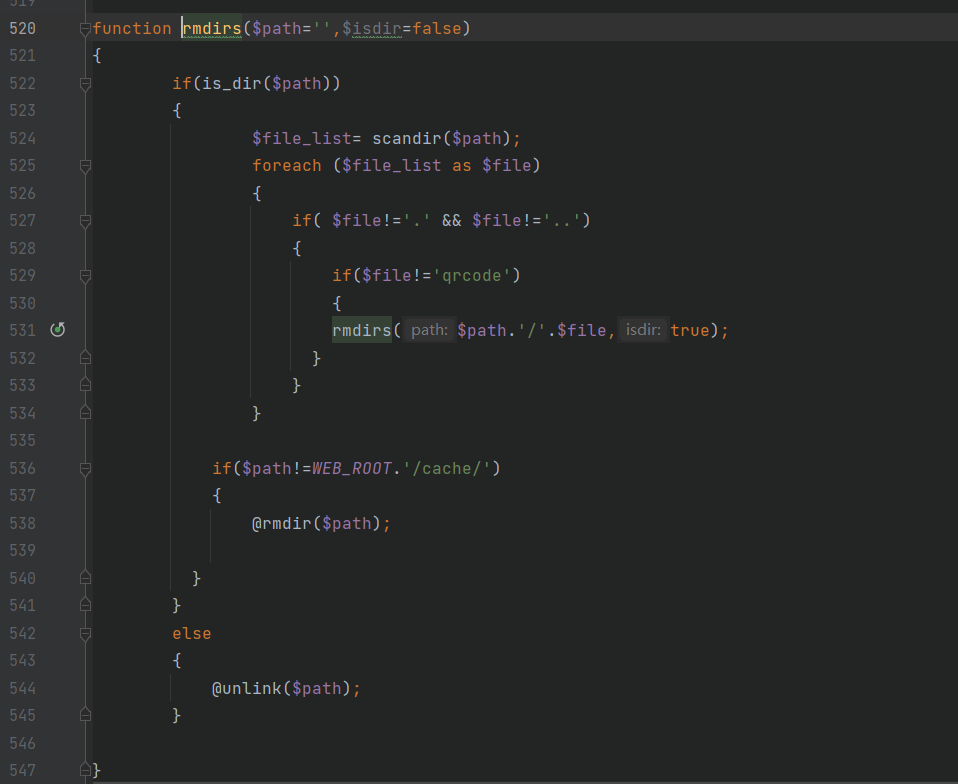 519
520 function rmdirs($path='',$isdir=false)
521 {
522 if(is_dir($path))
523 {
524 $file_list= scandir($path);
525 foreach ($file_list as $file)
526 {
527 if( $file!='.' && $file!='..')
528 {
529 if($file!='qrcode')
530 {
531 rmdirs( path: $path.'/'.$file, isdir: true);
532 }
533 }
534 }
535
536 if($path!=WEB_ROOT.'/cache/')
537 {
538 @rmdir($path);
539
540 }
541 }
542 else
543 {
544 @unlink($path);
545 }
546
547 }